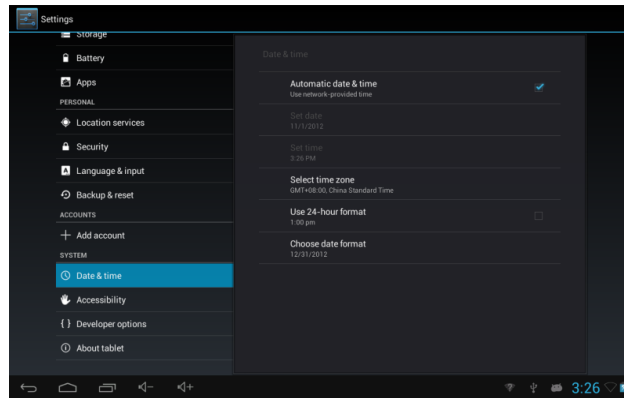 Settings
Storage
Battery
Apps
PERSONAL
Location services
Security
Language & input
Backup & reset
ACCOUNTS
Add account
SYSTEM
Date & time
Accessibility
Developer options
About tablet
Date & time
Automatic date & time
Use network-provided time
Set date
11/1/2012
Set time
3:26 PM
Select time zone
GMT+08:00, China Standard Time
Use 24-hour format
1:00 pm
Choose date format
12/31/2012
3:26